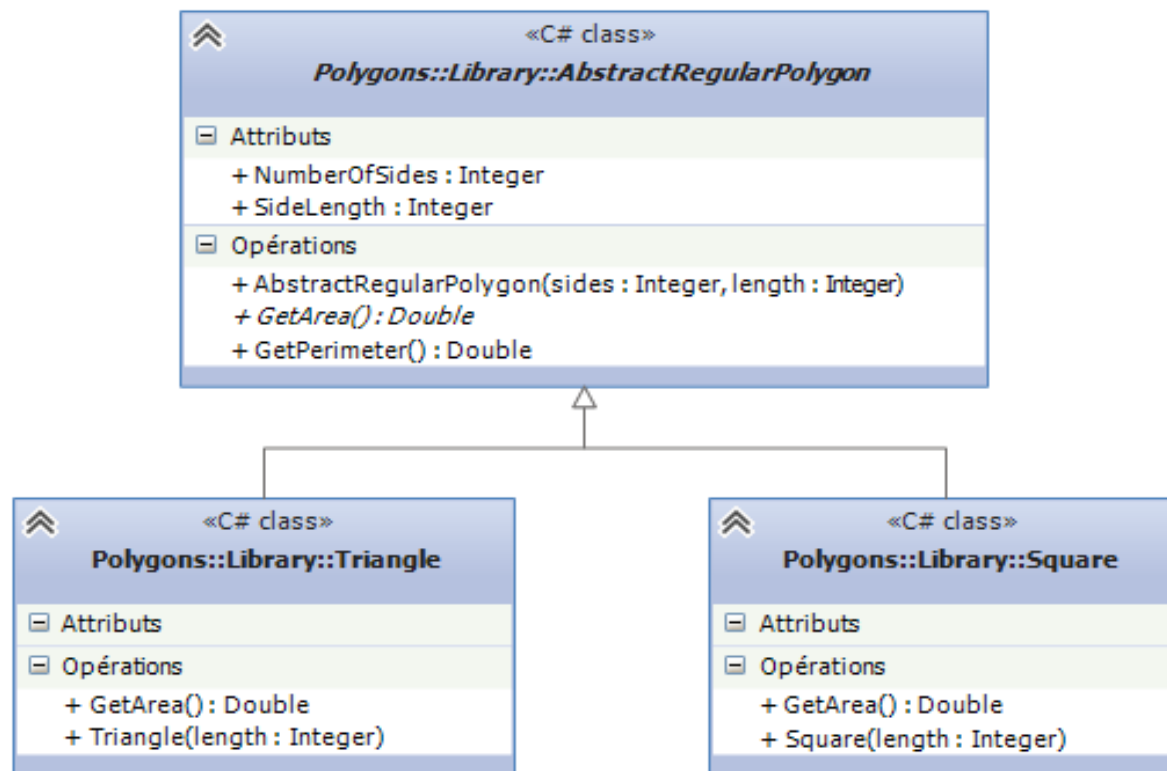 «C# class»
Polygons::Library::AbstractRegularPolygon
Attributs
+ NumberOfSides : Integer
+ SideLength : Integer
Opérations
+ AbstractRegularPolygon(sides : Integer, length : Integer)
+ GetArea() : Double
+ GetPerimeter() : Double
«C# class»
Polygons::Library::Triangle
Attributs
Opérations
+ GetArea() : Double
+ Triangle(length : Integer)
«C# class»
Polygons::Library::Square
Attributs
Opérations
+ GetArea() : Double
+ Square(length : Integer)